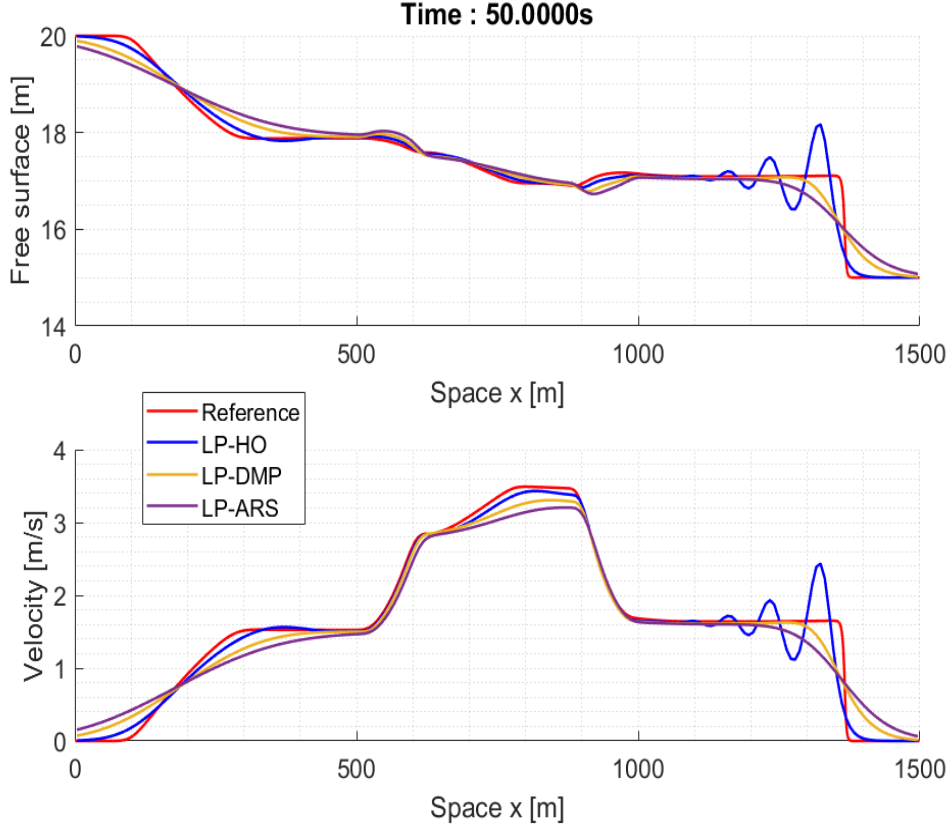 Time : 50.0000s
Free surface [m]
20
18
16
14
0
500
1000
1500
Space x [m]
Reference
LP-HO
LP-DMP
LP-ARS
Velocity [m/s]
4
3
2
1
0
0
500
1000
1500
Space x [m]